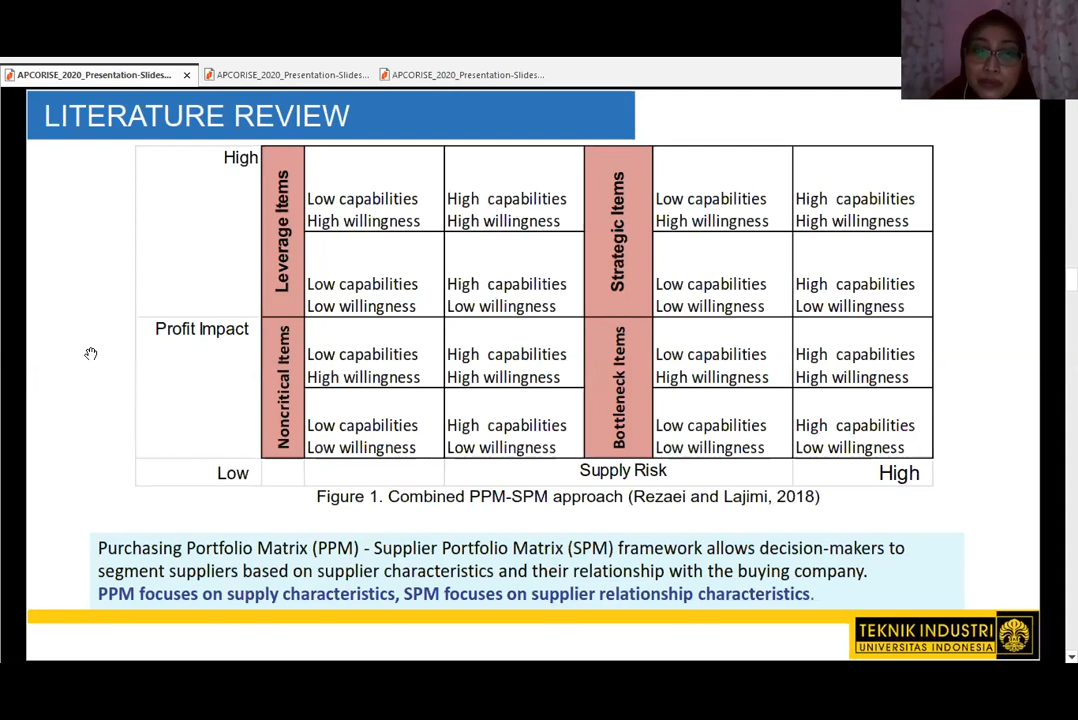 APCORISE_2020_Presentation-Slides...
APCORISE_2020_Presentation-Slides...
APCORISE_2020_Presentation-Slides...
LITERATURE REVIEW
High
Leverage Items
Low capabilities
High willingness
High capabilities
High willingness
Strategic Items
Low capabilities
High willingness
High capabilities
High willingness
Low capabilities
Low willingness
High capabilities
Low willingness
Low capabilities
Low willingness
High capabilities
Low willingness
Profit Impact
Noncritical Items
Low capabilities
High willingness
High capabilities
High willingness
Bottleneck Items
Low capabilities
High willingness
High capabilities
High willingness
Low capabilities
Low willingness
High capabilities
Low willingness
Low capabilities
Low willingness
High capabilities
Low willingness
Low
Supply Risk
High
Figure 1. Combined PPM-SPM approach (Rezaei and Lajimi, 2018)
Purchasing Portfolio Matrix (PPM) - Supplier Portfolio Matrix (SPM) framework allows decision-makers to
segment suppliers based on supplier characteristics and their relationship with the buying company.
PPM focuses on supply characteristics, SPM focuses on supplier relationship characteristics.
TEKNIK INDUSTRI
UNIVERSITAS INDONESIA